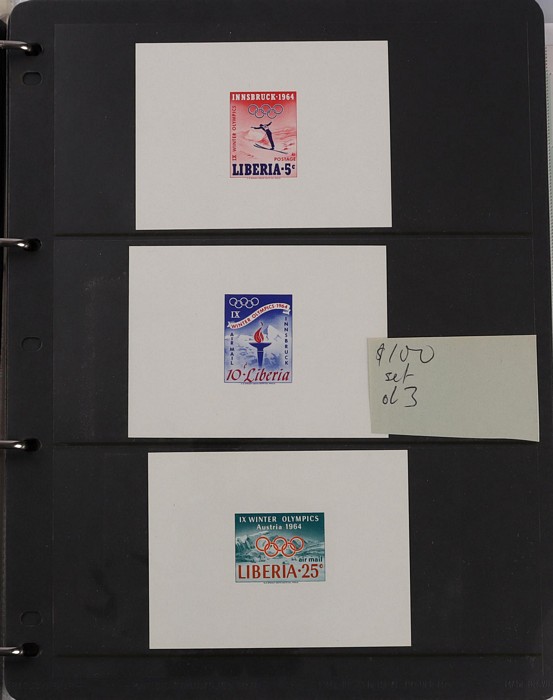 INNSBRUCK·1964
IX WINTER OLYMPICS
POSTAGE
LIBERIA·5¢
IX
WINTER OLYMPICS·1964
AIR MAIL
INNSBRUCK
10¢ Liberia
$100
set
of 3
IX WINTER OLYMPICS
Austria 1964
air mail
LIBERIA·25¢